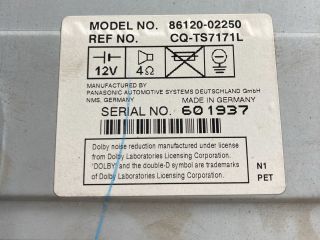 MODEL NO. 86120-02250
REF NO. CQ-TS7171L
12V 4Ω
MANUFACTURED BY
PANASONIC AUTOMOTIVE SYSTEMS DEUTSCHLAND GmbH
NMS, GERMANY MADE IN GERMANY
SERIAL NO. 601937
Dolby noise reduction manufactured under license
from Dolby Laboratories Licensing Corporation.
'DOLBY' and the double-D symbol are trademarks
of Dolby Laboratories Licensing Corporation.
N1
PET